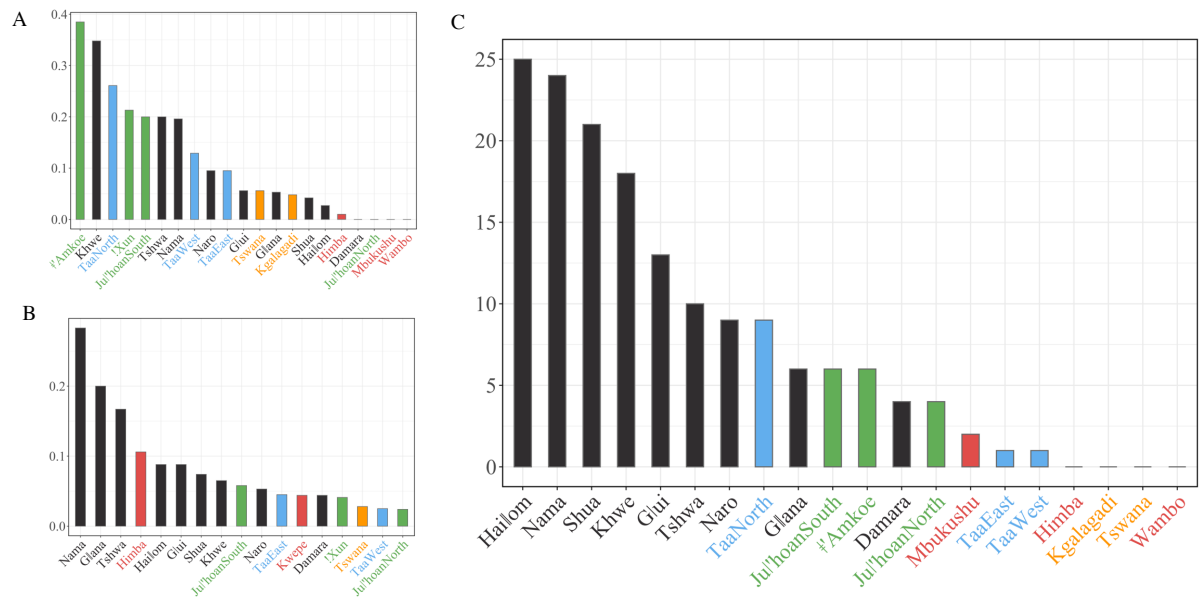 A
0.4
0.3
0.2
0.1
0.0
ǂ'Amkoe
Khwe
TaaNorth
!Xun
Ju|'hoanSouth
Tshwa
Nama
TaaWest
Naro
TaaEast
G|ui
Tswana
G|ana
Kgalagadi
Shua
Hai||om
Himba
Damara
Ju|'hoanNorth
Mbukushu
Wambo
B
0.2
0.1
0.0
Nama
G|ana
Tshwa
Himba
Hai||om
G|ui
Shua
Khwe
Ju|'hoanSouth
Naro
TaaEast
Kwepe
Damara
!Xun
Tswana
TaaWest
Ju|'hoanNorth
C
25
20
15
10
5
0
Hai||om
Nama
Shua
Khwe
G|ui
Tshwa
Naro
TaaNorth
G|ana
Ju|'hoanSouth
ǂ'Amkoe
Damara
Ju|'hoanNorth
Mbukushu
TaaEast
TaaWest
Himba
Kgalagadi
Tswana
Wambo